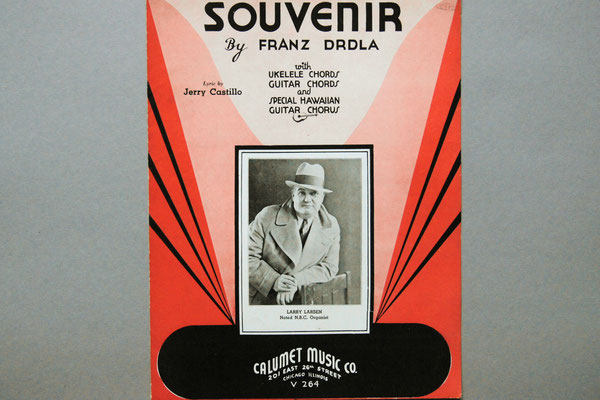 SOUVENIR
By FRANZ DRDLA
with
UKELELE CHORDS
GUITAR CHORDS
and
SPECIAL HAWAIIAN
GUITAR CHORUS
Lyric by
Jerry Castillo
LARRY LARSEN
Noted N.B.C. Organist
CALUMET MUSIC CO.
201 EAST 26TH STREET
CHICAGO ILLINOIS
V 264